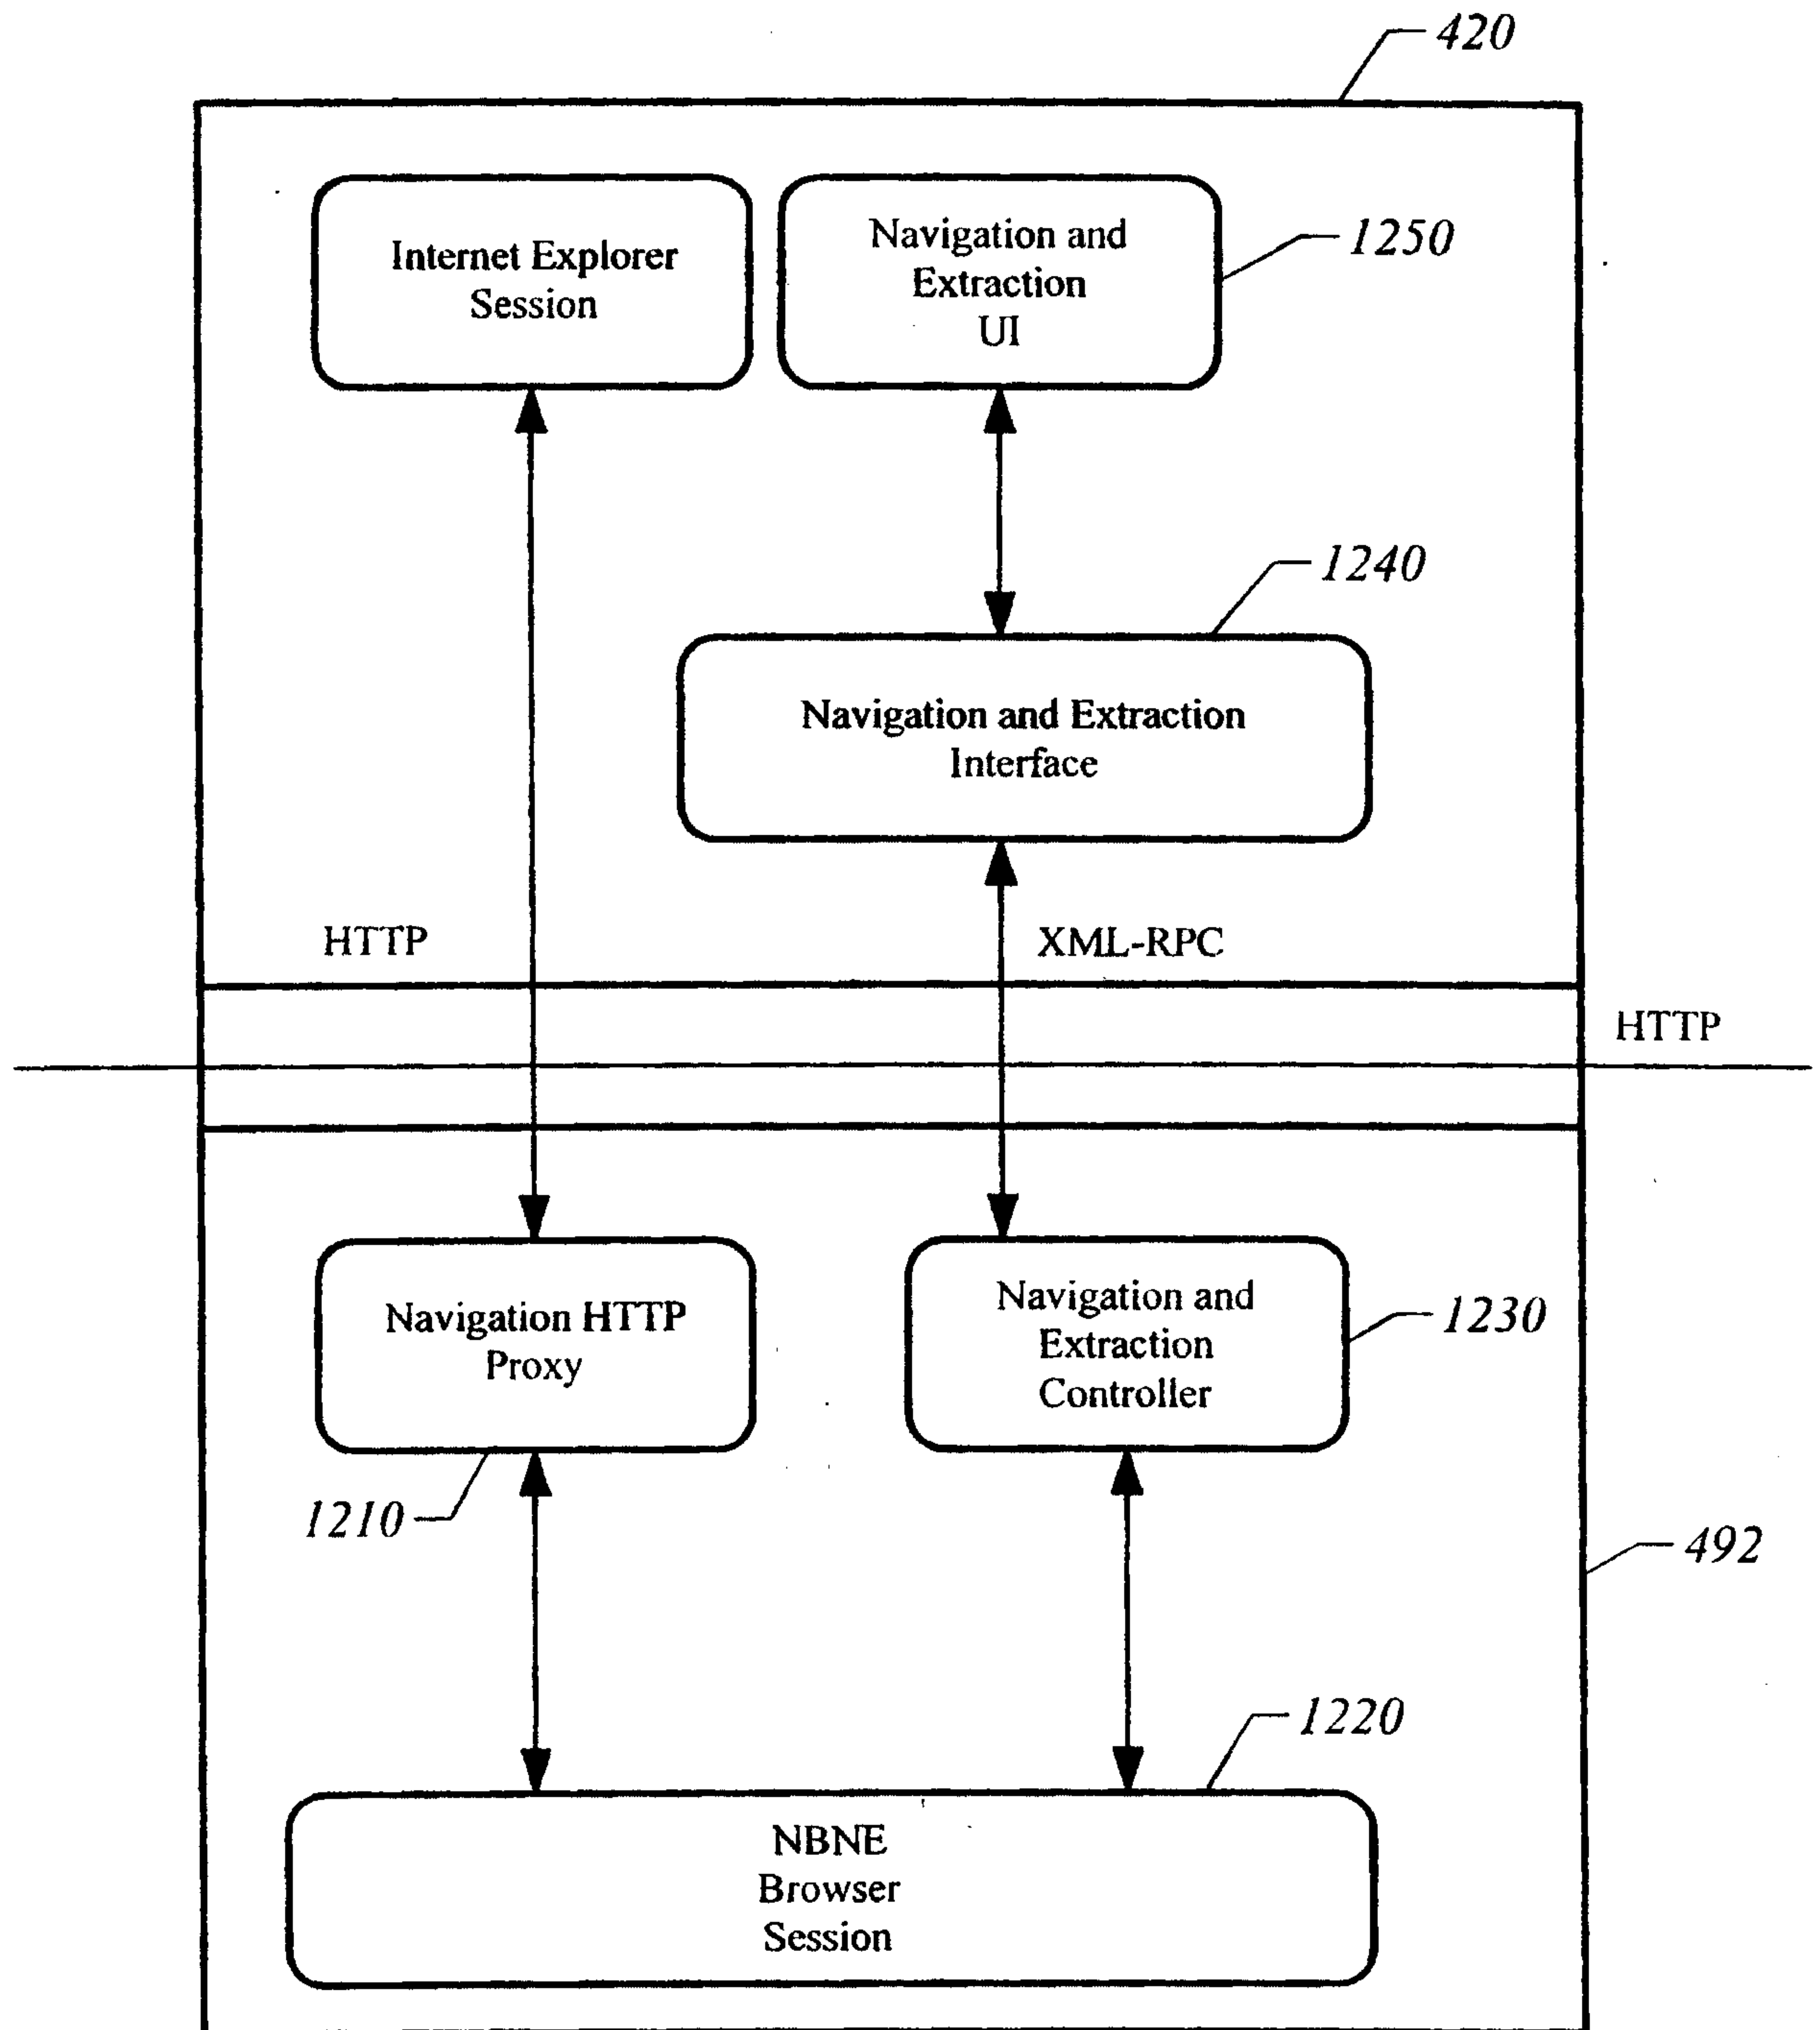 420
Internet Explorer
Session
Navigation and
Extraction
UI
1250
1240
Navigation and Extraction
Interface
HTTP
XML-RPC
HTTP
Navigation HTTP
Proxy
Navigation and
Extraction
Controller
1230
1210
492
1220
NBNE
Browser
Session